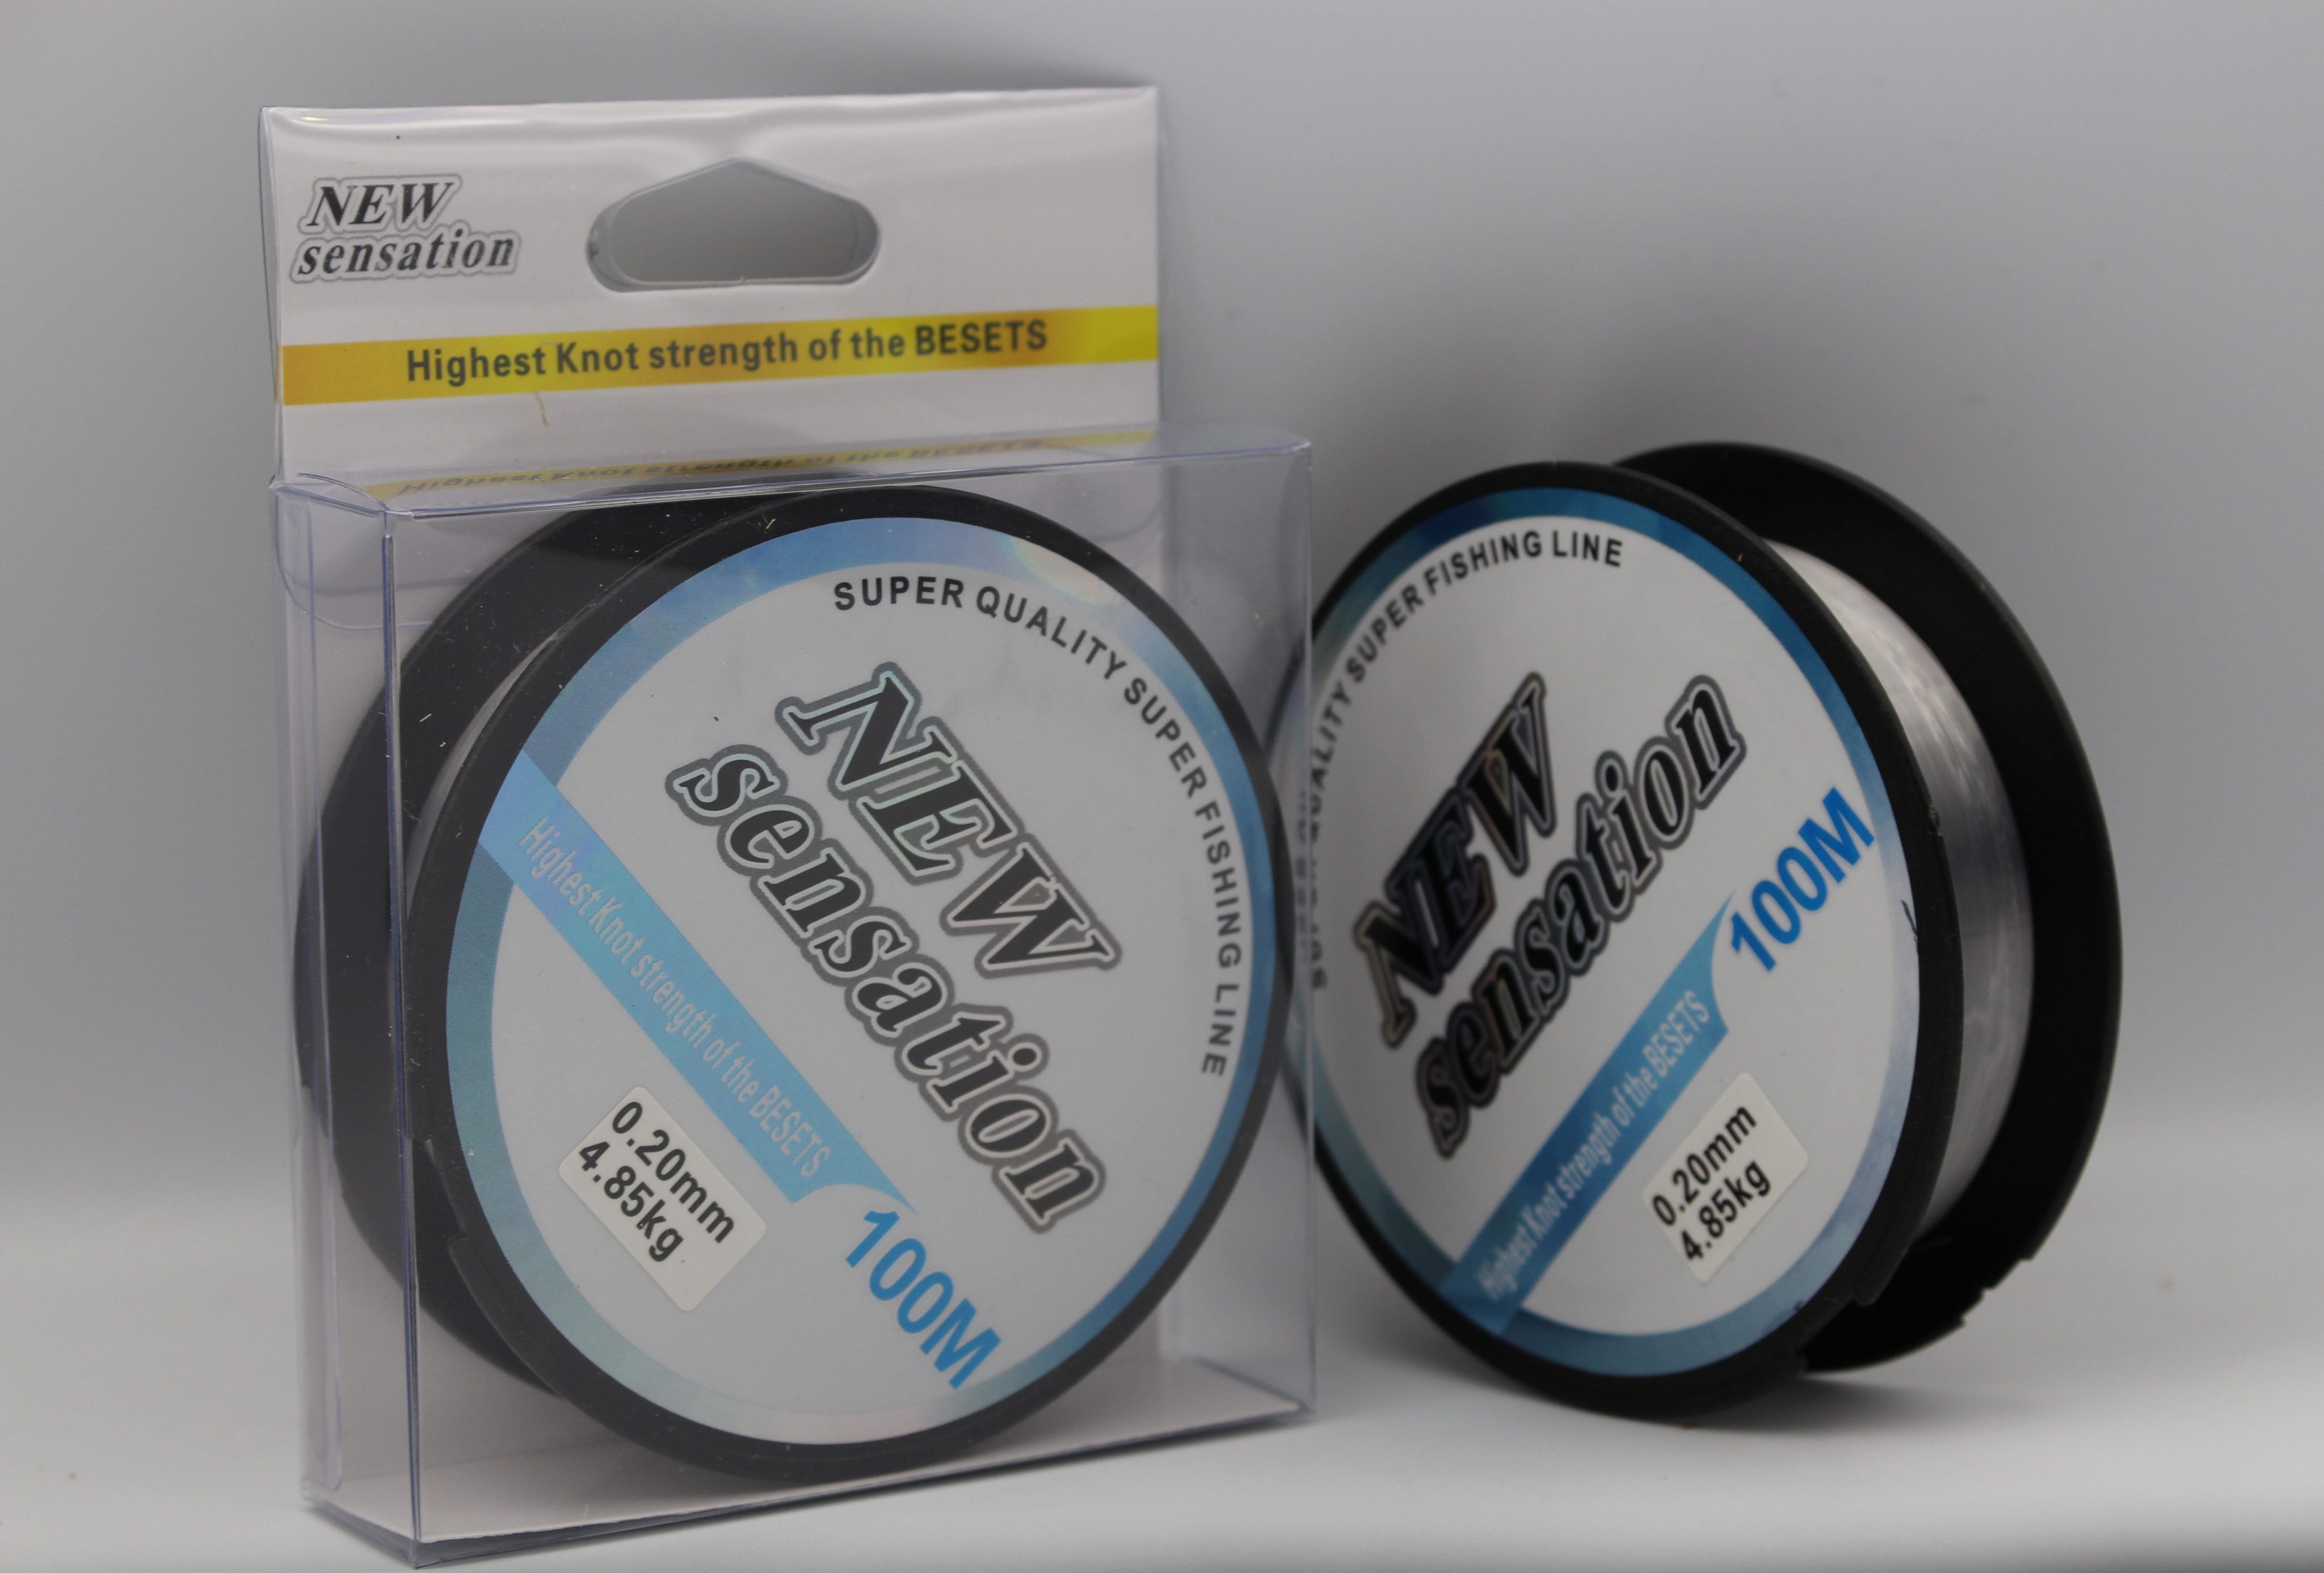 NEW
sensation
Highest Knot strength of the BESETS
SUPER QUALITY SUPER FISHING LINE
NEW
sensation
Highest Knot strength of the BESETS
100M
0.20mm
4.85kg
QUALITY SUPER FISHING LINE
NEW
sensation
100M
Highest Knot strength of the BESETS
0.20mm
4.85kg